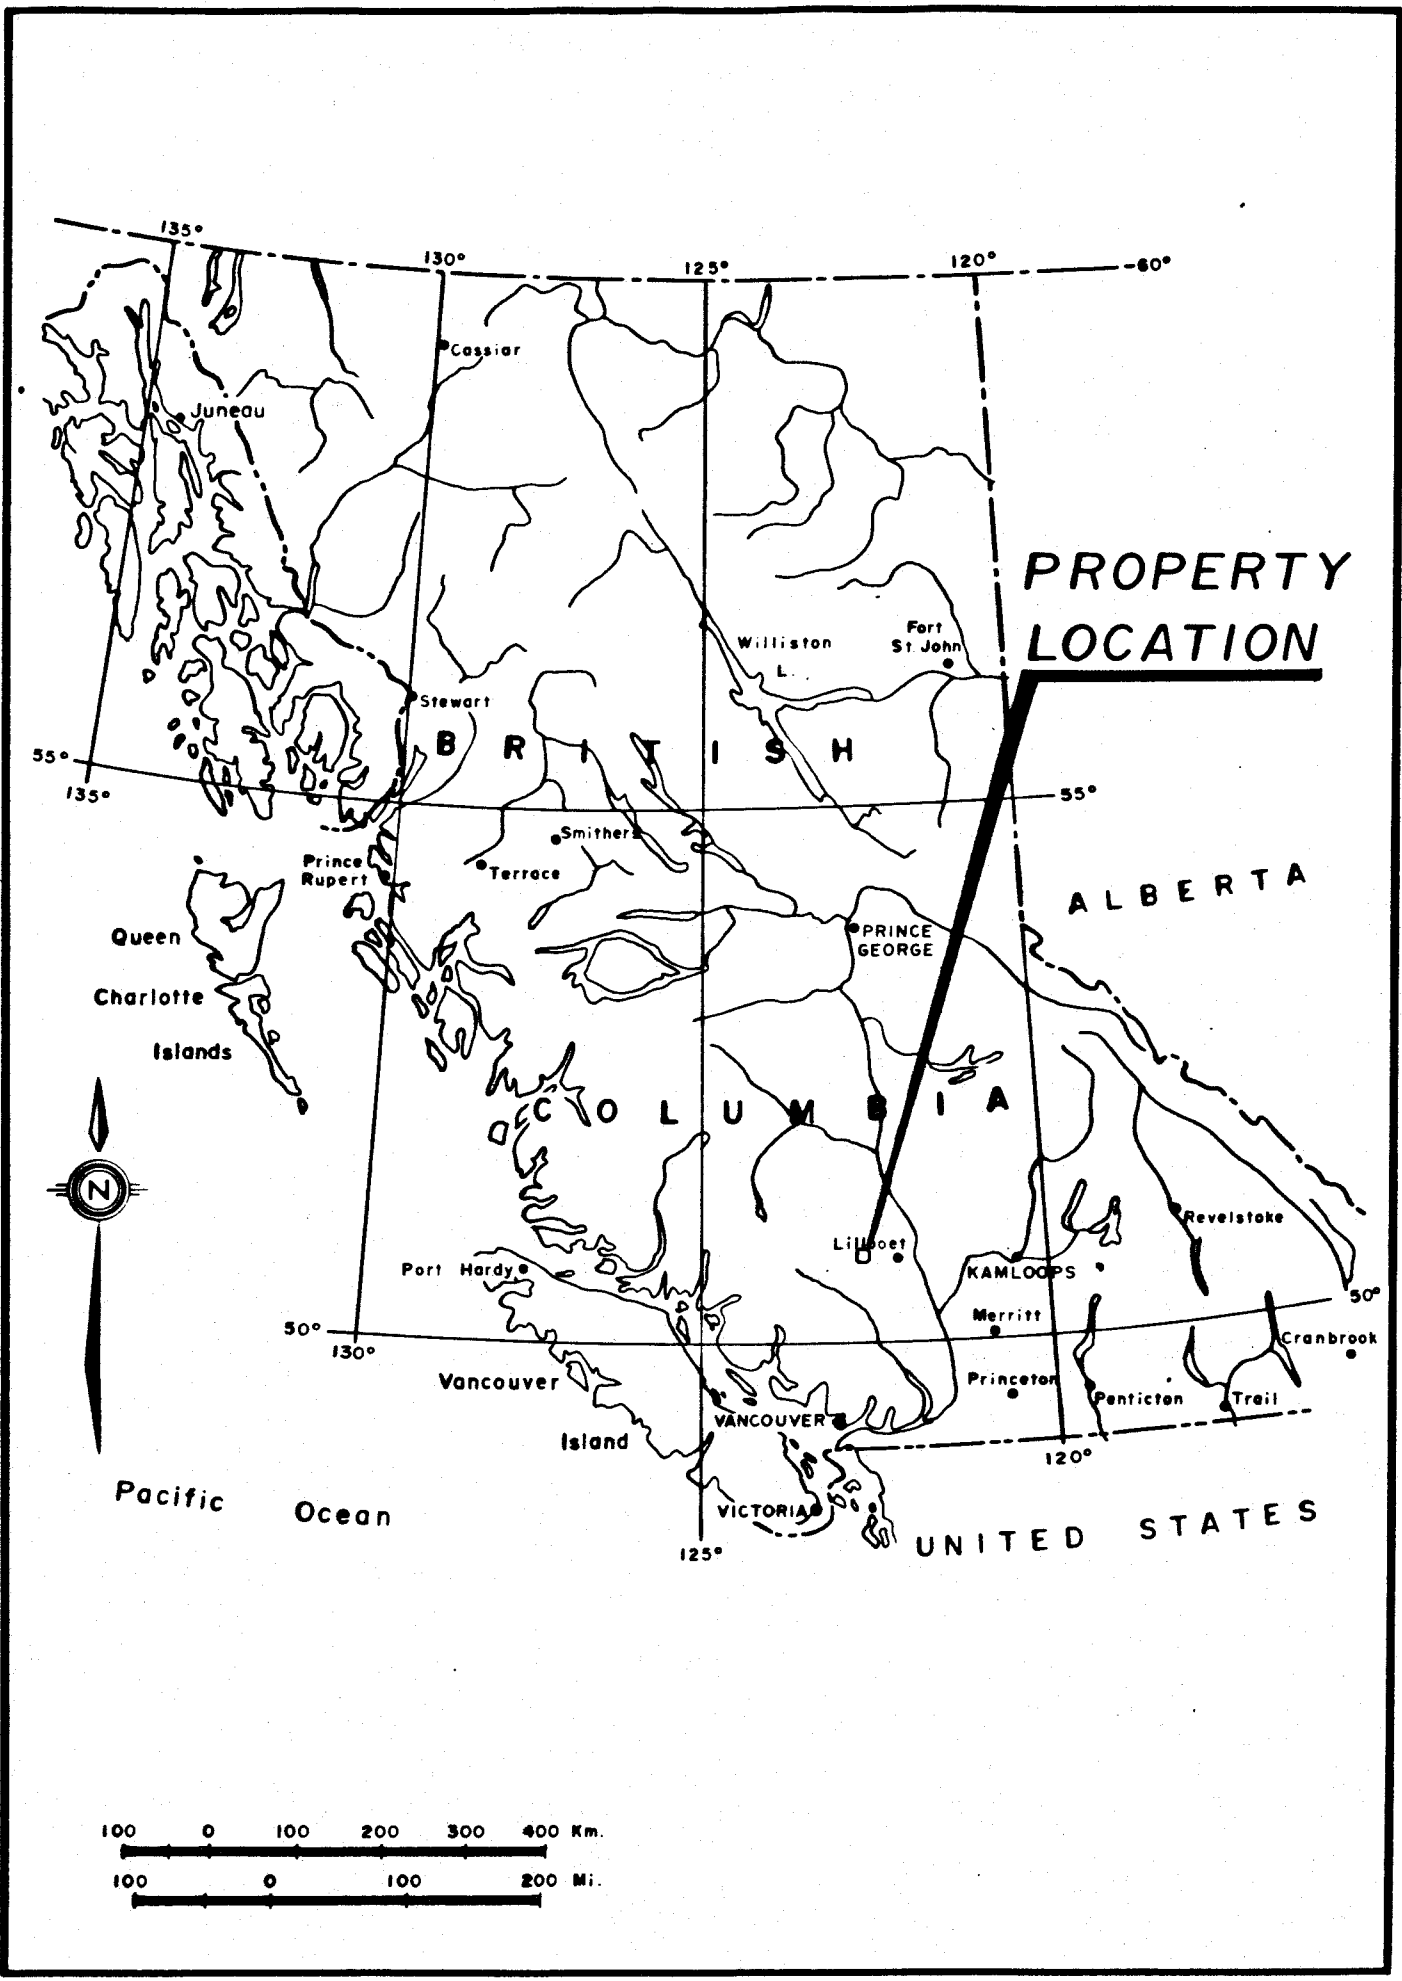 135°
130°
125°
120°
-60°
Cassiar
Juneau
PROPERTY
LOCATION
Fort
St. John
Williston
L.
Stewart
BRITISH
55°
135°
55°
Smithers
Terrace
Prince
Rupert
ALBERTA
PRINCE
GEORGE
Queen
Charlotte
Islands
COLUMBIA
N
Revelstoke
Lillooet
KAMLOOPS
Port Hardy
50°
Merritt
50°
130°
Cranbrook
Vancouver
Princeton
Penticton
Trail
VANCOUVER
Island
120°
Pacific Ocean
VICTORIA
UNITED STATES
125°
100 0 100 200 300 400 Km.
100 0 100 200 Mi.